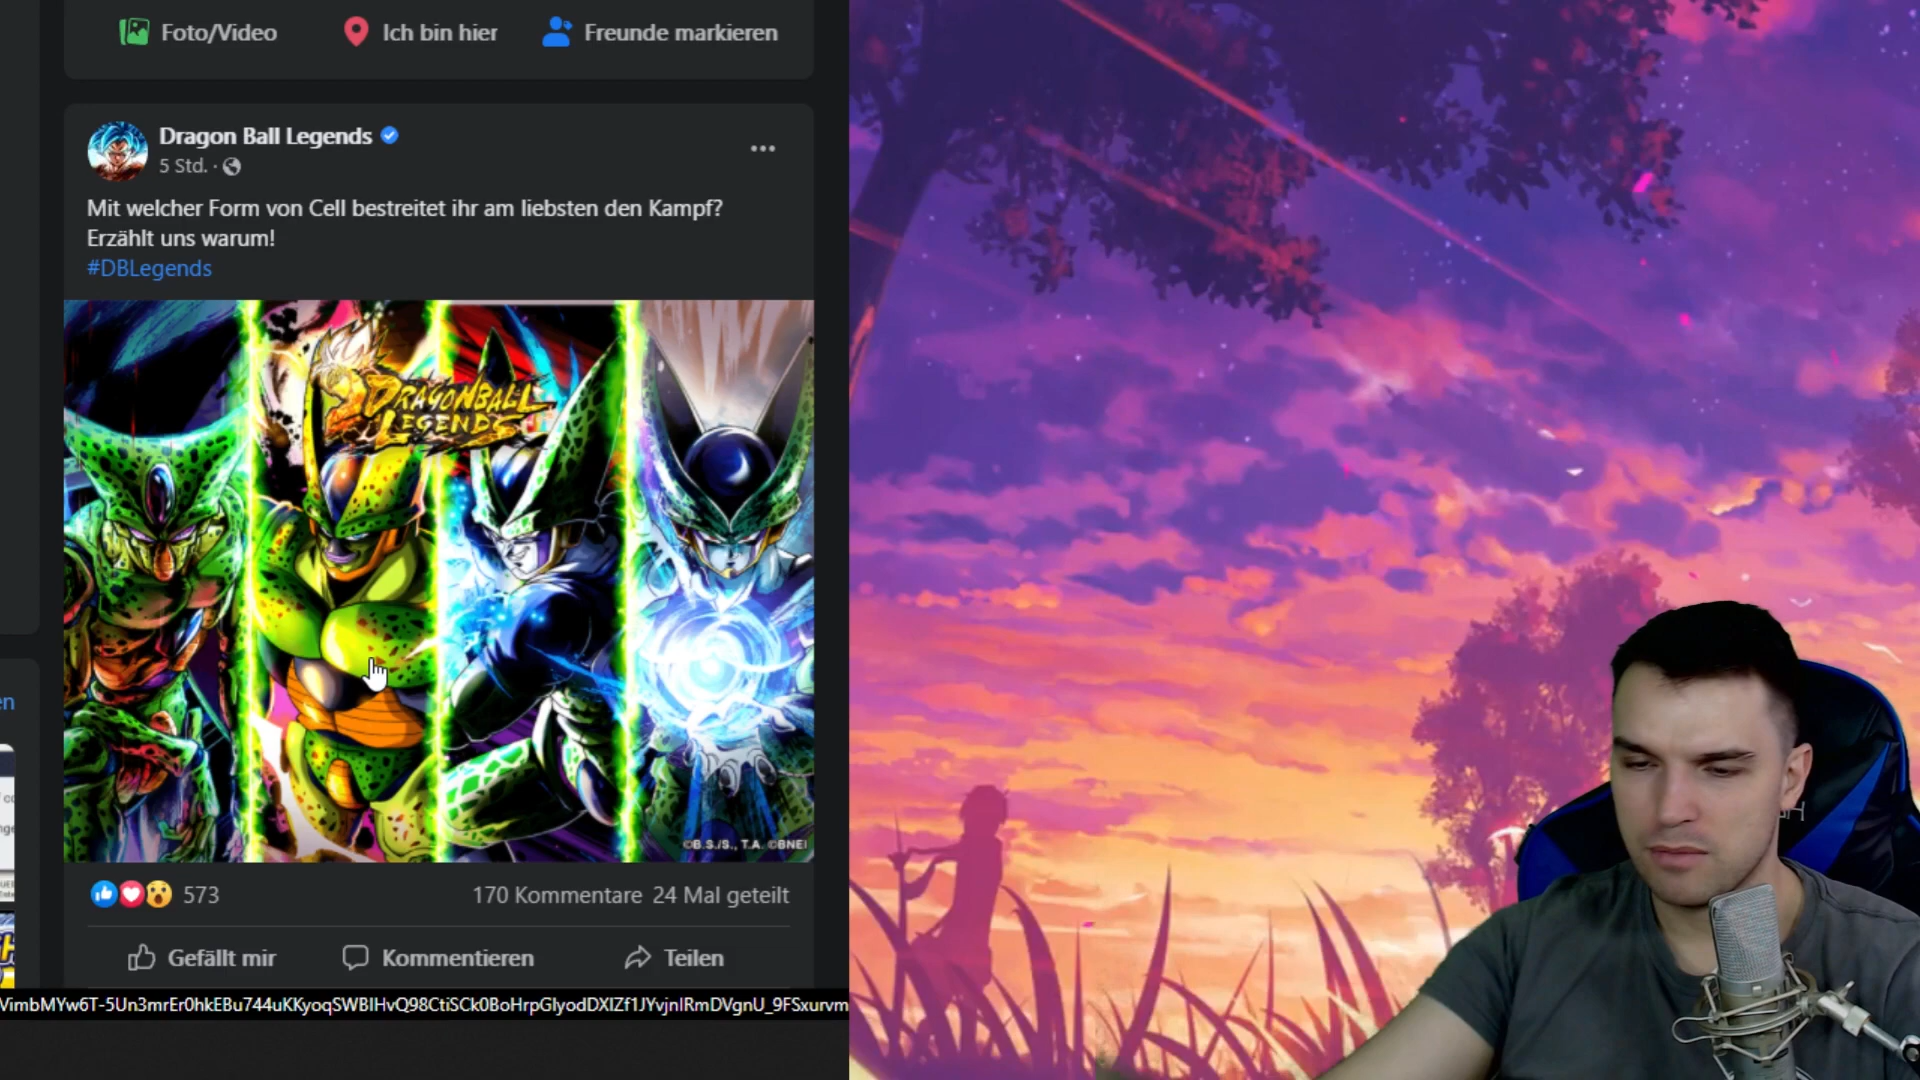 Foto/Video
Ich bin hier
Freunde markieren
Dragon Ball Legends
5 Std. ·
Mit welcher Form von Cell bestreitet ihr am liebsten den Kampf?
Erzählt uns warum!
#DBLegends
DRAGONBALL
LEGENDS
en
©B.S./S., T.A. ©BNEI
573
170 Kommentare
24 Mal geteilt
Gefällt mir
Kommentieren
Teilen